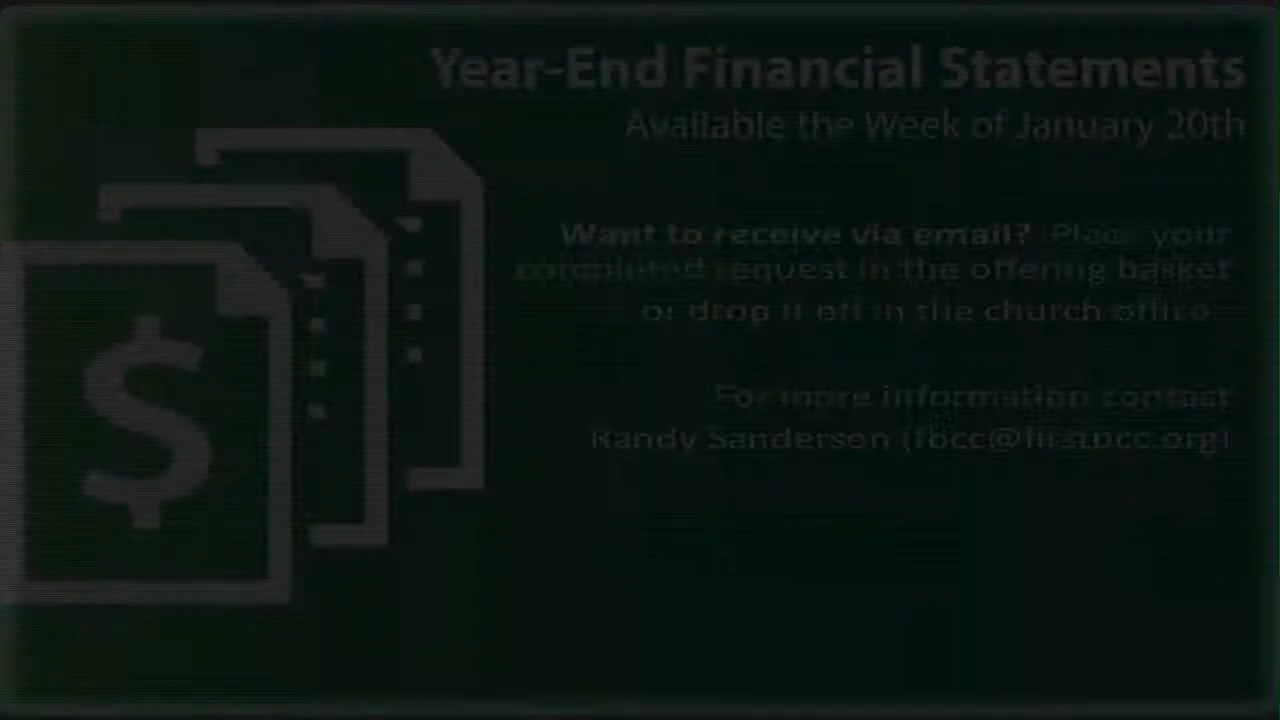 Year-End Financial Statements
Available the Week of January 20th
Want to receive via email? Place your
completed request in the offering basket
or drop it off in the church office.
For more information contact
Randy Sanderson
$